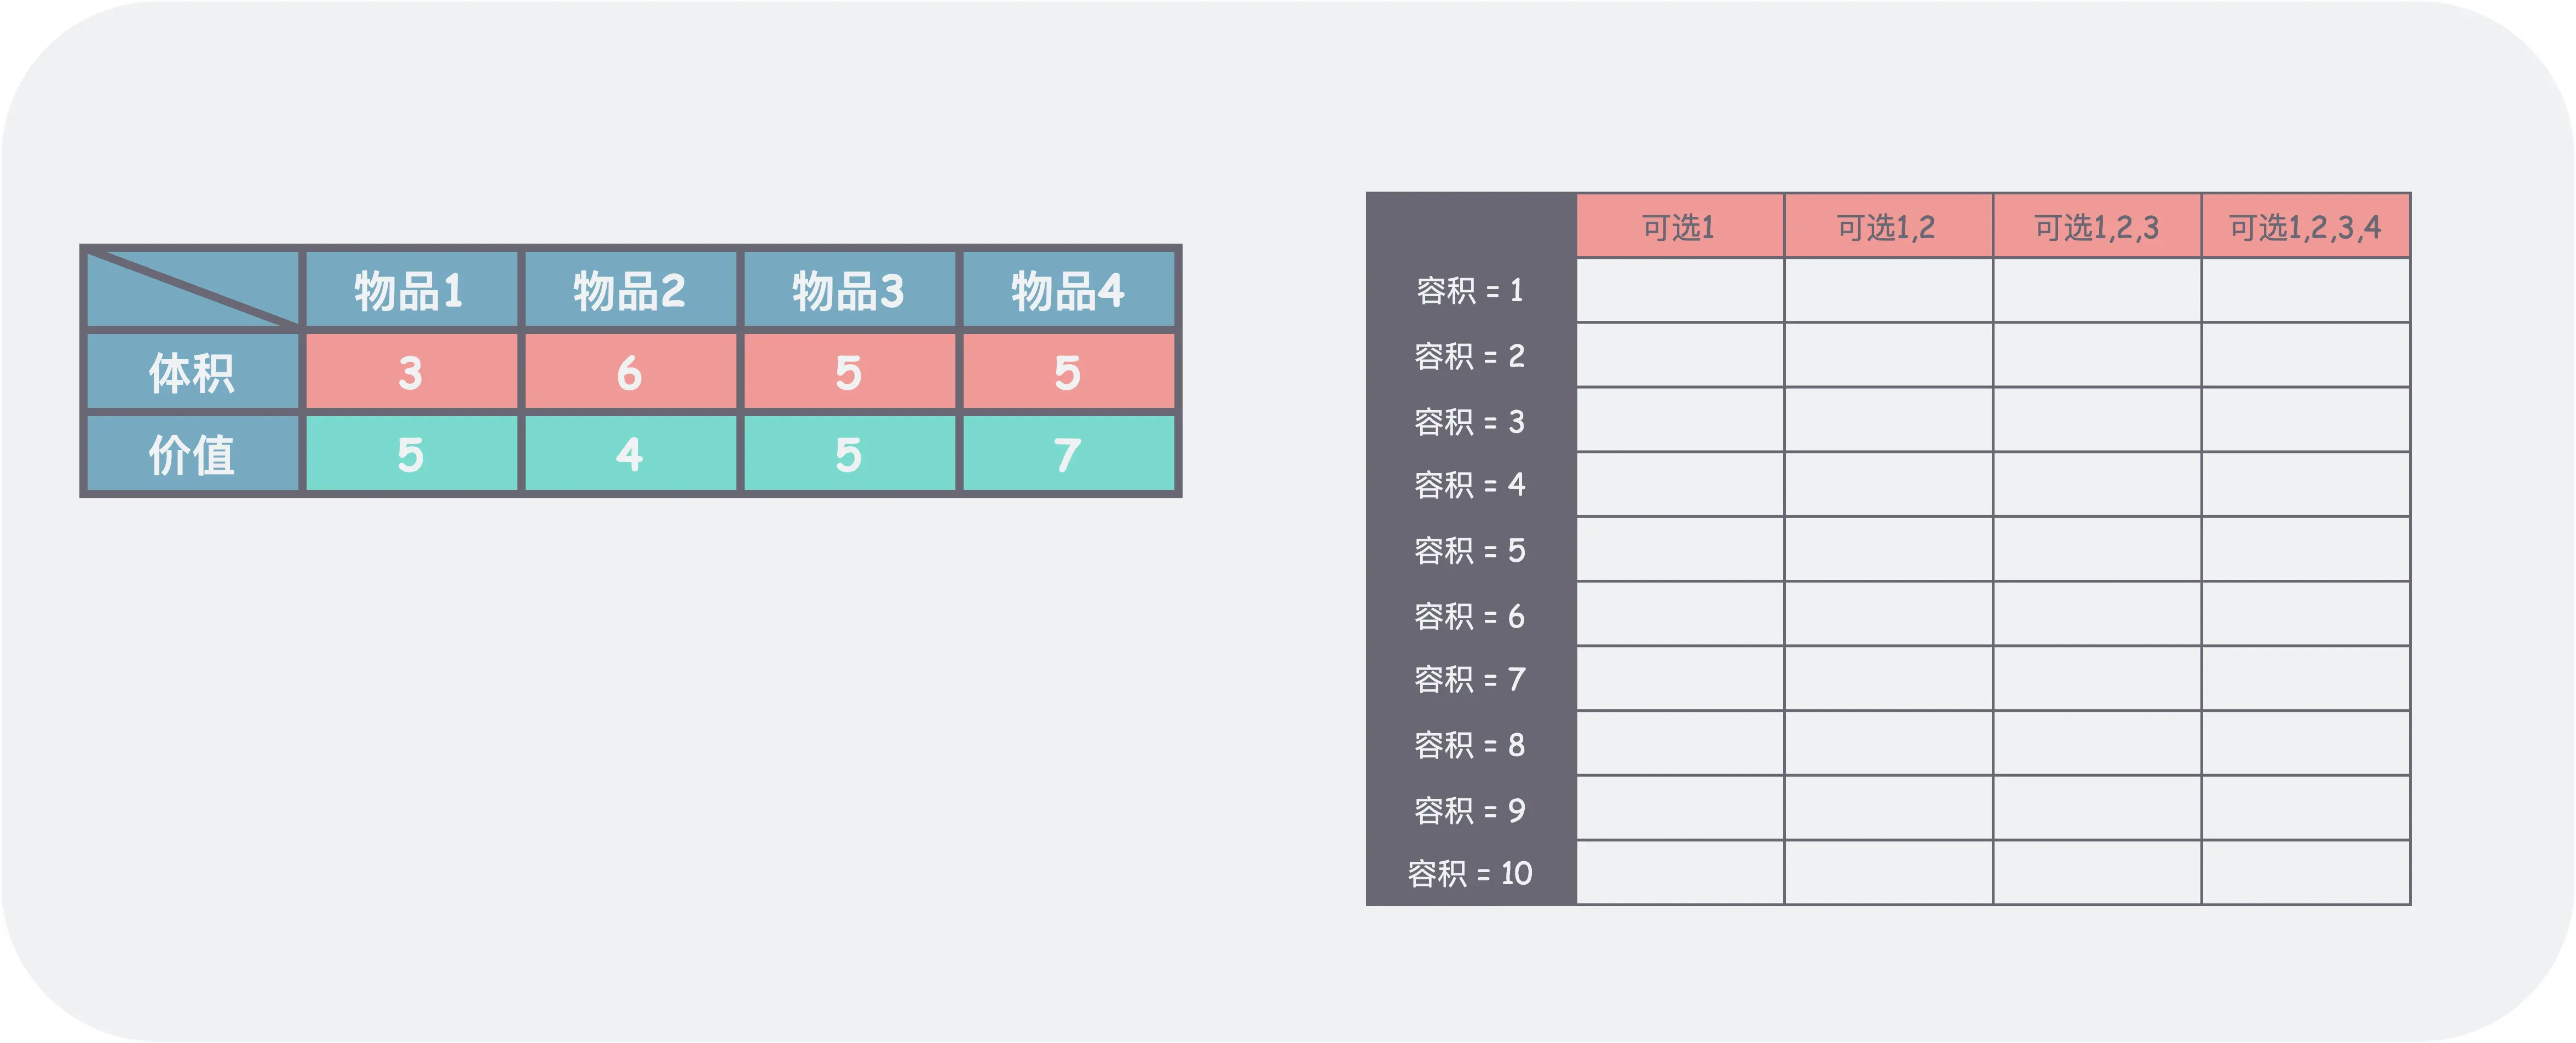 物品1 物品2 物品3 物品4
体积 3 6 5 5
价值 5 4 5 7
可选1 可选1,2 可选1,2,3 可选1,2,3,4
容积 = 1
容积 = 2
容积 = 3
容积 = 4
容积 = 5
容积 = 6
容积 = 7
容积 = 8
容积 = 9
容积 = 10